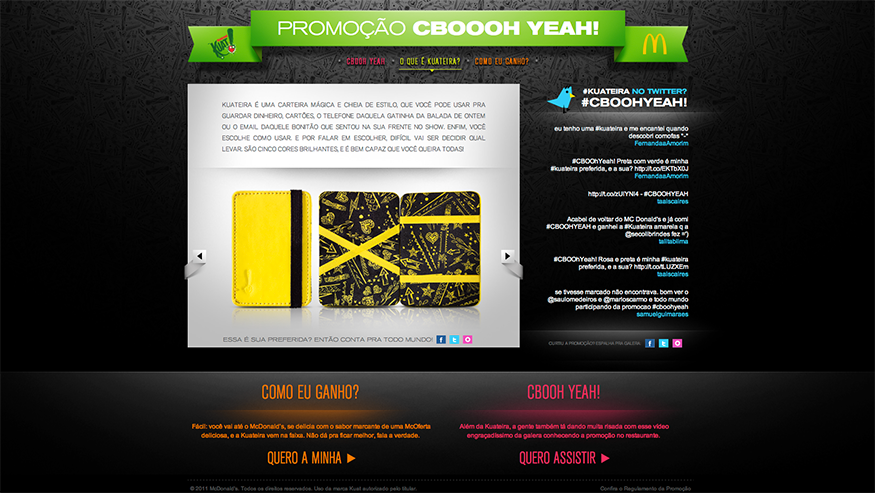 PROMOÇÃO CBOOOH YEAH!
KUAT!
CBOOH YEAH
O QUE É KUATEIRA?
COMO EU GANHO?
KUATEIRA É UMA CARTEIRA MÁGICA E CHEIA DE ESTILO, QUE VOCÊ PODE USAR PRA
GUARDAR DINHEIRO, CARTÕES, O TELEFONE DAQUELA GATINHA DA BALADA DE ONTEM
OU O EMAIL DAQUELE BONITÃO QUE SENTOU NA SUA FRENTE NO SHOW. ENFIM, VOCÊ
ESCOLHE COMO USAR. E POR FALAR EM ESCOLHER, DIFÍCIL VAI SER DECIDIR QUAL
LEVAR. SÃO CINCO CORES BRILHANTES, E É BEM CAPAZ QUE VOCÊ QUEIRA TODAS!
ESSA É SUA PREFERIDA? ENTÃO CONTA PRA TODO MUNDO!
#KUATEIRA NO TWITTER?
#CBOOHYEAH!
eu tenho uma #kuateira e me encantei quando
descobri comofas *-*
FernandaaAmorim
#CBOOhYeah! Preta com verde é minha
#kuateira preferida, e a sua? http://t.co/EKTbX0J
FernandaaAmorim
http://t.co/zUIYNI4 - #CBOOHYEAH
taaiscaires
Acabei de voltar do MC Donald's e já comi
#CBOOHYEAH e ganhei a #Kuateira amarela q a
@secolibrindes fez =')
talitabilma
#CBOOhYeah! Rosa e preta é minha #kuateira
preferida, e a sua? http://t.co/LUZXEm
taaiscaires
se tivesse marcado não encontrava. bom ver o
@saulomedeiros e @marioscarmo e todo mundo
participando da promocao #cboohyeah
samuelguimaraes
CURTIU A PROMOÇÃO? ESPALHA PRA GALERA:
COMO EU GANHO?
Fácil: você vai até o McDonald's, se delicia com o sabor marcante de uma McOferta
deliciosa, e a Kuateira vem na faixa. Não dá pra ficar melhor, fala a verdade.
QUERO A MINHA
CBOOH YEAH!
Além da Kuateira, a gente também tá dando muita risada com esse vídeo
engraçadíssimo da galera conhecendo a promoção no restaurante.
QUERO ASSISTIR
© 2011 McDonald's. Todos os direitos reservados. Uso da marca Kuat autorizado pelo titular.
Confira o Regulamento da Promoção